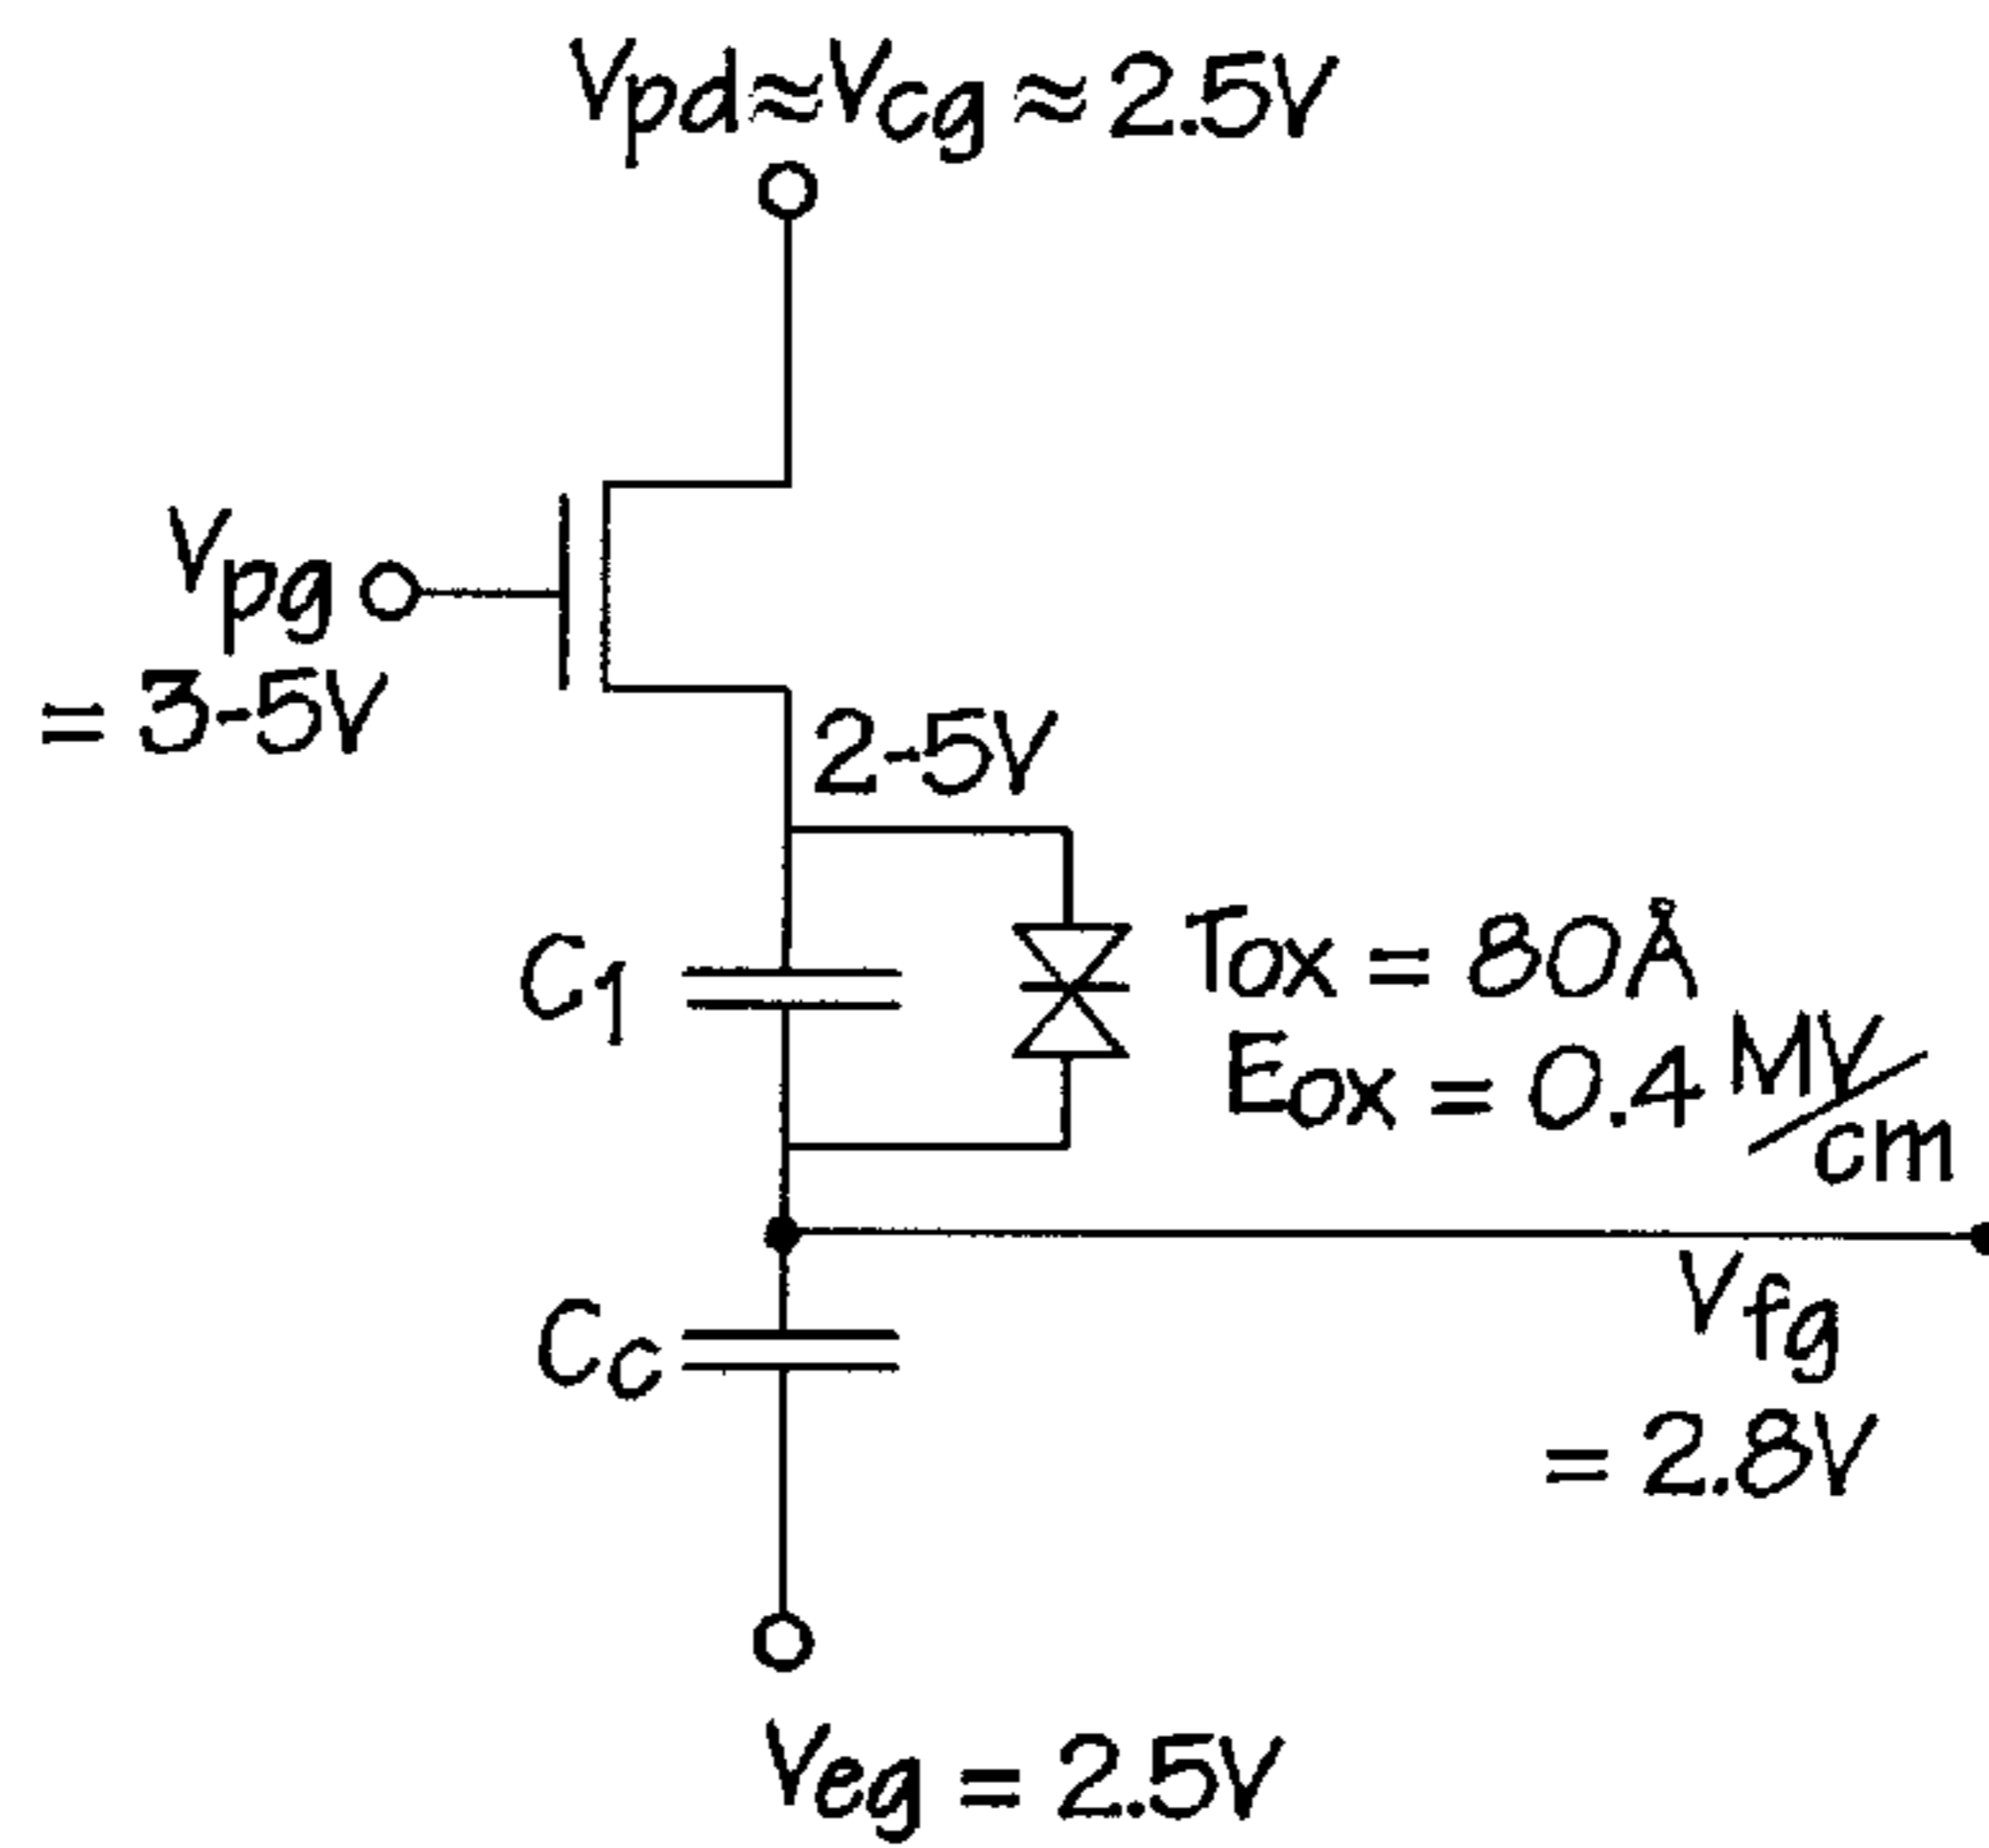 Vpd≈Vcg≈2.5V
Vpg
= 3-5V
2-5V
C1
Tox = 80Å
Eox = 0.4 MV/cm
Vfg
= 2.8V
Cc
Veg = 2.5V